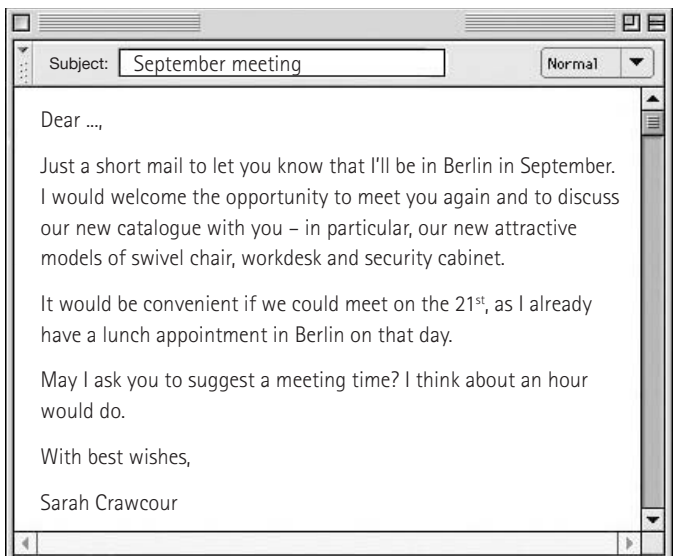 Subject: September meeting Normal
Dear ...,
Just a short mail to let you know that I'll be in Berlin in September.
I would welcome the opportunity to meet you again and to discuss
our new catalogue with you – in particular, our new attractive
models of swivel chair, workdesk and security cabinet.
It would be convenient if we could meet on the 21st, as I already
have a lunch appointment in Berlin on that day.
May I ask you to suggest a meeting time? I think about an hour
would do.
With best wishes,
Sarah Crawcour